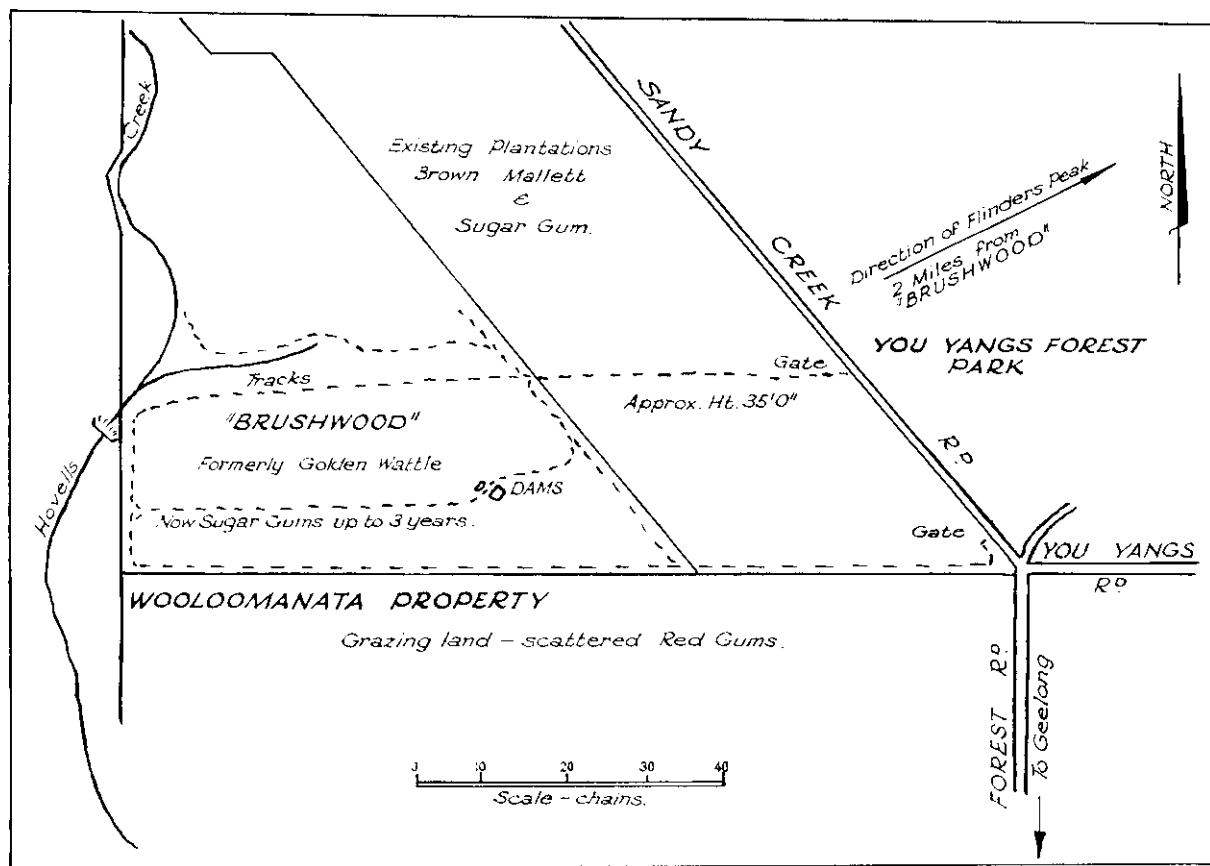 Creek
SANDY
CREEK
RD
Existing Plantations
Brown Mallett
&
Sugar Gum.
Direction of Flinders Peak
2 Miles from
"BRUSHWOOD"
NORTH
YOU YANGS FOREST
PARK
Gate
Tracks
Approx. Ht. 35'0"
"BRUSHWOOD"
Formerly Golden Wattle
DAMS
Now Sugar Gums up to 3 years.
Hovells
Gate
YOU YANGS
RD
WOOLOOMANATA PROPERTY
Grazing land – scattered Red Gums.
FOREST RD
To Geelong
0 10 20 30 40
Scale – chains.